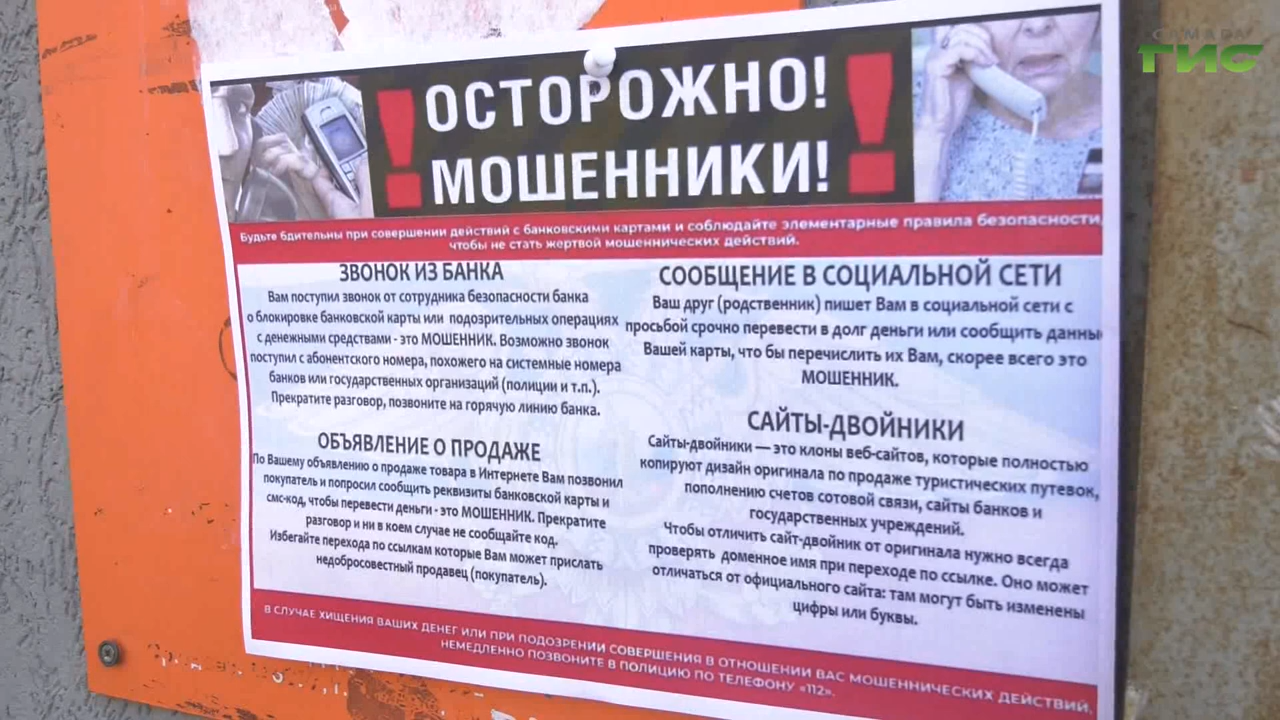 САМАРА
ГИС
ОСТОРОЖНО!
МОШЕННИКИ!
Будьте бдительны при совершении действий с банковскими картами и соблюдайте элементарные правила безопасности,
чтобы не стать жертвой мошеннических действий.
ЗВОНОК ИЗ БАНКА
Вам поступил звонок от сотрудника безопасности банка
о блокировке банковской карты или подозрительных операциях
с денежными средствами - это МОШЕННИК. Возможно звонок
поступил с абонентского номера, похожего на системные номера
банков или государственных организаций (полиции и т.п.).
Прекратите разговор, позвоните на горячую линию банка.
ОБЪЯВЛЕНИЕ О ПРОДАЖЕ
По Вашему объявлению о продаже товара в Интернете Вам позвонил
покупатель и попросил сообщить реквизиты банковской карты и
смс-код, чтобы перевести деньги - это МОШЕННИК. Прекратите
разговор и ни в коем случае не сообщайте код.
Избегайте перехода по ссылкам которые Вам может прислать
недобросовестный продавец (покупатель).
СООБЩЕНИЕ В СОЦИАЛЬНОЙ СЕТИ
Ваш друг (родственник) пишет Вам в социальной сети с
просьбой срочно перевести в долг деньги или сообщить данны
Вашей карты, что бы перечислить их Вам, скорее всего это
МОШЕННИК.
САЙТЫ-ДВОЙНИКИ
Сайты-двойники — это клоны веб-сайтов, которые полностью
копируют дизайн оригинала по продаже туристических путевок,
пополнению счетов сотовой связи, сайты банков и
государственных учреждений.
Чтобы отличить сайт-двойник от оригинала нужно всегда
проверять доменное имя при переходе по ссылке. Оно может
отличаться от официального сайта: там могут быть изменены
цифры или буквы.
В СЛУЧАЕ ХИЩЕНИЯ ВАШИХ ДЕНЕГ ИЛИ ПРИ ПОДОЗРЕНИИ СОВЕРШЕНИЯ В ОТНОШЕНИИ ВАС МОШЕННИЧЕСКИХ ДЕЙСТВИЙ.
НЕМЕДЛЕННО ПОЗВОНИТЕ В ПОЛИЦИЮ ПО ТЕЛЕФОНУ «112».